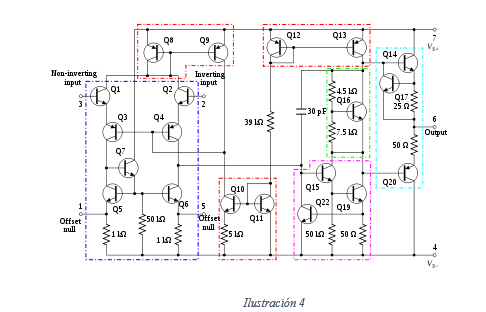 Q8
Q9
Q12
Q13
7
V_S+
Non-inverting
input
3
Q1
Q2
Inverting
input
2
Q14
4.5 kΩ
Q16
Q17
25 Ω
Q3
Q4
39 kΩ
30 pF
7.5 kΩ
6
Output
50 Ω
Q7
Q15
Q20
Q10
Q11
Q19
Q22
1
Offset
null
Q5
Q6
50 kΩ
5
Offset
null
1 kΩ
1 kΩ
5 kΩ
50 kΩ
50 Ω
4
V_S−
Ilustración 4